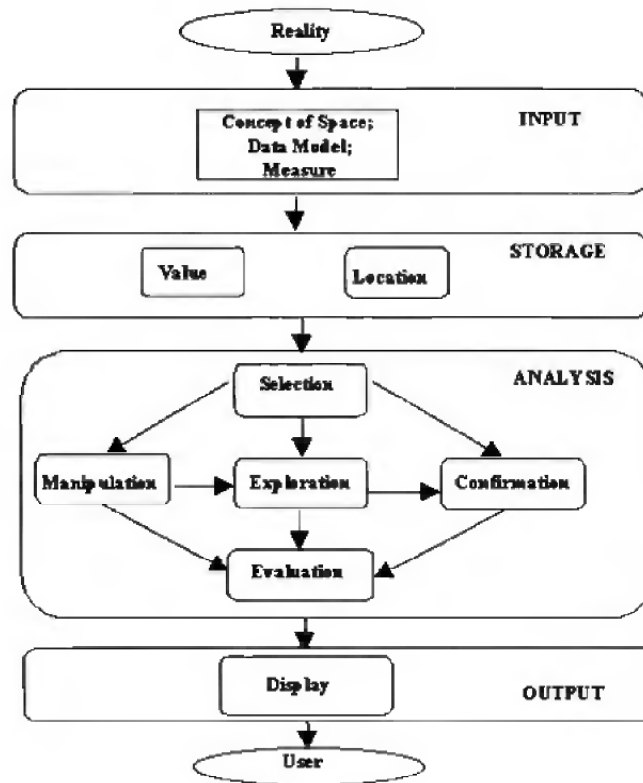 Reality
INPUT
Concept of Space;
Data Model;
Measure
STORAGE
Value
Location
ANALYSIS
Selection
Manipulation
Exploration
Confirmation
Evaluation
Display
OUTPUT
User